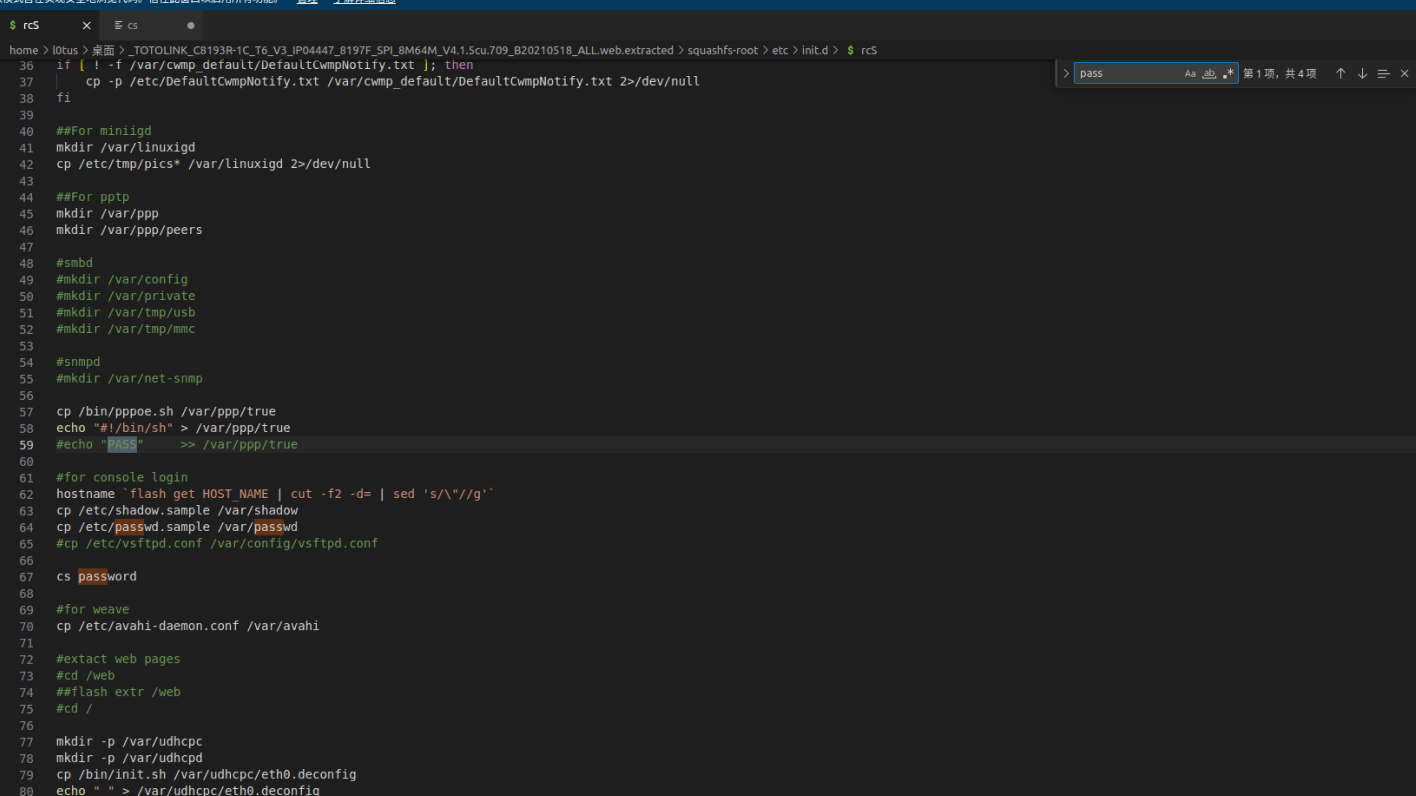 管理
了解详细信息
$ rcS ×
cs ●
home > l0tus > 桌面 > _TOTOLINK_C8193R-1C_T6_V3_IP04447_8197F_SPI_8M64M_V4.1.5cu.709_B20210518_ALL.web.extracted > squashfs-root > etc > init.d > $ rcS
pass Aa ab .* 第 1 项，共 4 项
36 if [ ! -f /var/cwmp_default/DefaultCwmpNotify.txt ]; then
37 cp -p /etc/DefaultCwmpNotify.txt /var/cwmp_default/DefaultCwmpNotify.txt 2>/dev/null
38 fi
39
40 ##For miniigd
41 mkdir /var/linuxigd
42 cp /etc/tmp/pics* /var/linuxigd 2>/dev/null
43
44 ##For pptp
45 mkdir /var/ppp
46 mkdir /var/ppp/peers
47
48 #smbd
49 #mkdir /var/config
50 #mkdir /var/private
51 #mkdir /var/tmp/usb
52 #mkdir /var/tmp/mmc
53
54 #snmpd
55 #mkdir /var/net-snmp
56
57 cp /bin/pppoe.sh /var/ppp/true
58 echo "#!/bin/sh" > /var/ppp/true
59 #echo "PASS"     >> /var/ppp/true
60
61 #for console login
62 hostname `flash get HOST_NAME | cut -f2 -d= | sed 's/\"//g'`
63 cp /etc/shadow.sample /var/shadow
64 cp /etc/passwd.sample /var/passwd
65 #cp /etc/vsftpd.conf /var/config/vsftpd.conf
66
67 cs password
68
69 #for weave
70 cp /etc/avahi-daemon.conf /var/avahi
71
72 #extact web pages
73 #cd /web
74 ##flash extr /web
75 #cd /
76
77 mkdir -p /var/udhcpc
78 mkdir -p /var/udhcpd
79 cp /bin/init.sh /var/udhcpc/eth0.deconfig
80 echo " " > /var/udhcpc/eth0.deconfig